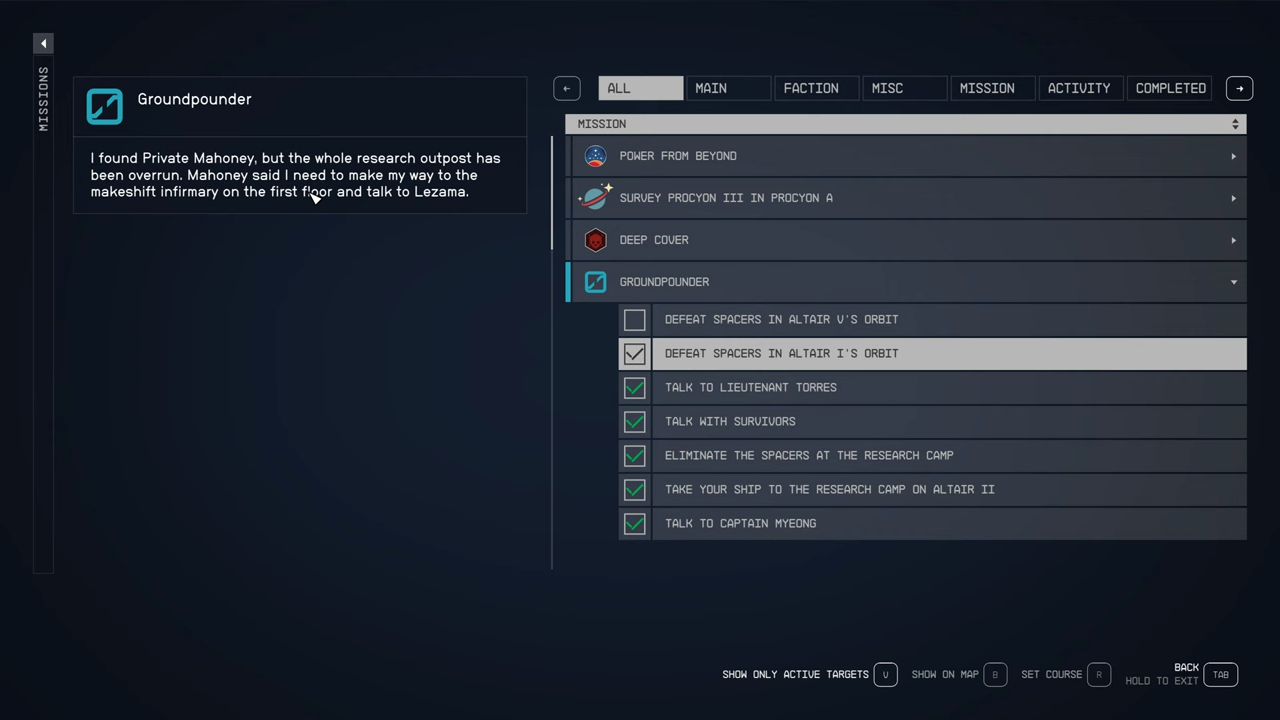 MISSIONS
Groundpounder
I found Private Mahoney, but the whole research outpost has
been overrun. Mahoney said I need to make my way to the
makeshift infirmary on the first floor and talk to Lezama.
ALL MAIN FACTION MISC MISSION ACTIVITY COMPLETED
MISSION
POWER FROM BEYOND
SURVEY PROCYON III IN PROCYON A
DEEP COVER
GROUNDPOUNDER
DEFEAT SPACERS IN ALTAIR V'S ORBIT
DEFEAT SPACERS IN ALTAIR I'S ORBIT
TALK TO LIEUTENANT TORRES
TALK WITH SURVIVORS
ELIMINATE THE SPACERS AT THE RESEARCH CAMP
TAKE YOUR SHIP TO THE RESEARCH CAMP ON ALTAIR II
TALK TO CAPTAIN MYEONG
SHOW ONLY ACTIVE TARGETS V SHOW ON MAP B SET COURSE R BACK TAB
HOLD TO EXIT